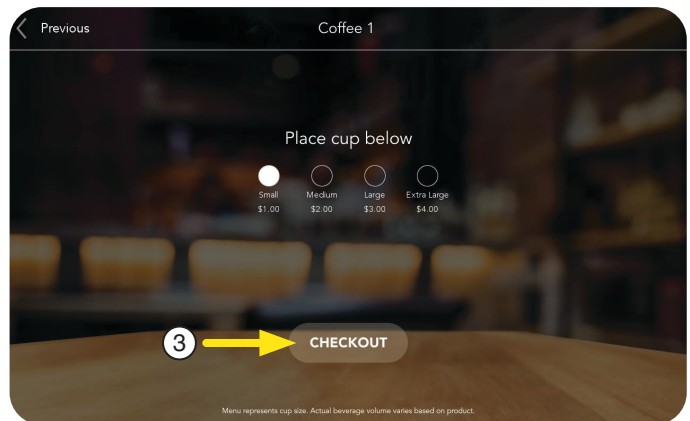 Previous
Coffee 1
Place cup below
Small Medium Large Extra Large
$1.00 $2.00 $3.00 $4.00
3
CHECKOUT
Menu represents cup size. Actual beverage volume varies based on product.